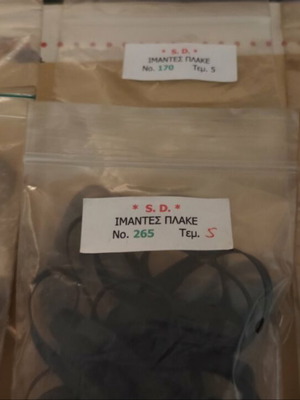 * S. D. *
ΙΜΑΝΤΕΣ ΠΛΑΚΕ
No. 170 Τεμ. 5
* S. D. *
ΙΜΑΝΤΕΣ ΠΛΑΚΕ
No. 265 Τεμ. 5